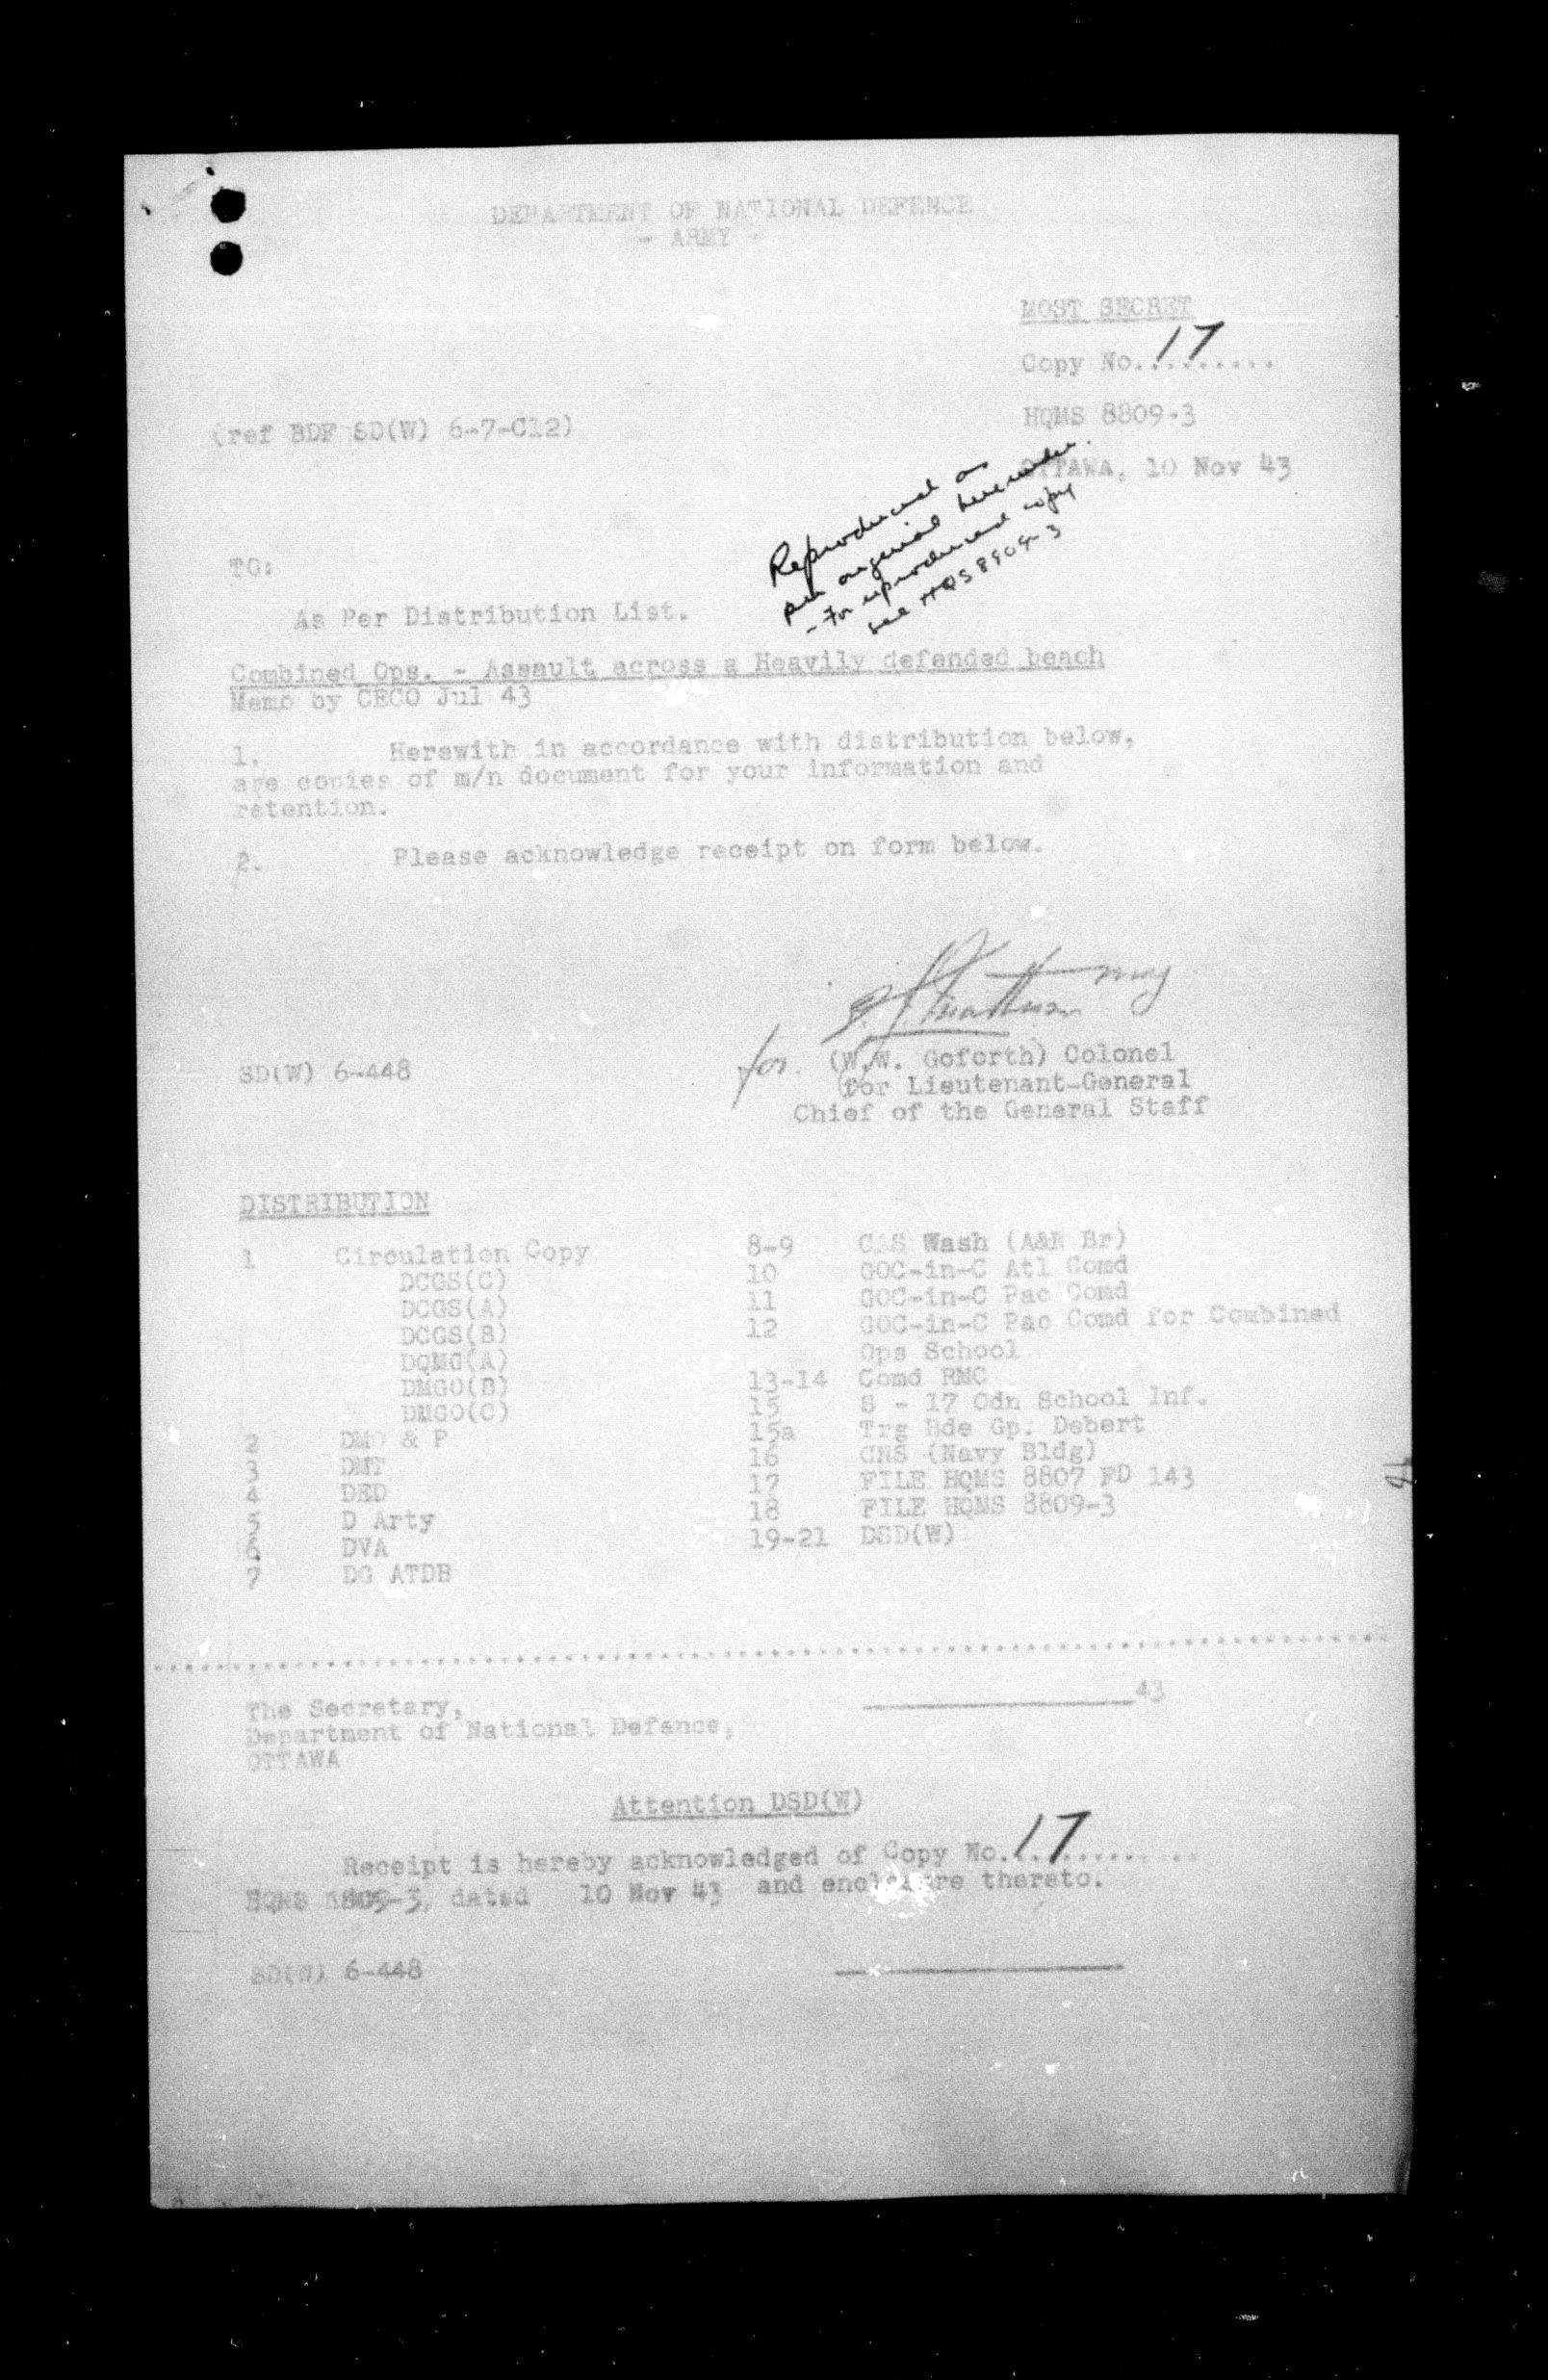 DEPARTMENT OF NATIONAL DEFENCE
- ARMY -
MOST SECRET
Copy No. 17..........
HQMS 8809-3
(ref BDF SD(W) 6-7-C12)
OTTAWA, 10 Nov 43
Reproduced as
per original hereunder.
- For reproduced copy
see HQS 8809-3
TO:
As Per Distribution List.
Combined Ops. - Assault across a Heavily defended beach
Memo by CECO Jul 43
1. Herewith in accordance with distribution below,
are copies of m/n document for your information and
retention.
2. Please acknowledge receipt on form below.
for (W.W. Goforth) Colonel
for Lieutenant-General
Chief of the General Staff
SD(W) 6-448
DISTRIBUTION
1 Circulation Copy
DCGS(C)
DCGS(A)
DCGS(B)
DQMG(A)
DMGO(B)
DMGO(C)
2 DMO & P
3 DMT
4 DED
5 D Arty
6 DVA
7 DG ATDB
8-9 CAS Wash (A&R Br)
10 GOC-in-C Atl Comd
11 GOC-in-C Pac Comd
12 GOC-in-C Pac Comd for Combined
Ops School
13-14 Comd RMC
15 S - 17 Cdn School Inf.
15a Trg Bde Gp. Debert
16 CNS (Navy Bldg)
17 FILE HQMS 8807 FD 143
18 FILE HQMS 8809-3
19-21 DSD(W)
43
The Secretary,
Department of National Defence,
OTTAWA
Attention DSD(W)
Receipt is hereby acknowledged of Copy No. 17..........
HQMS 8809-3, dated 10 Nov 43 and enclosure thereto.
SD(W) 6-448